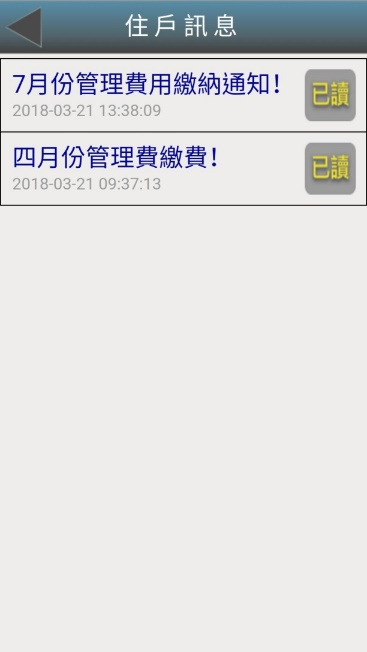 住戶訊息
7月份管理費用繳納通知!
已讀
2018-03-21 13:38:09
四月份管理費繳費!
已讀
2018-03-21 09:37:13